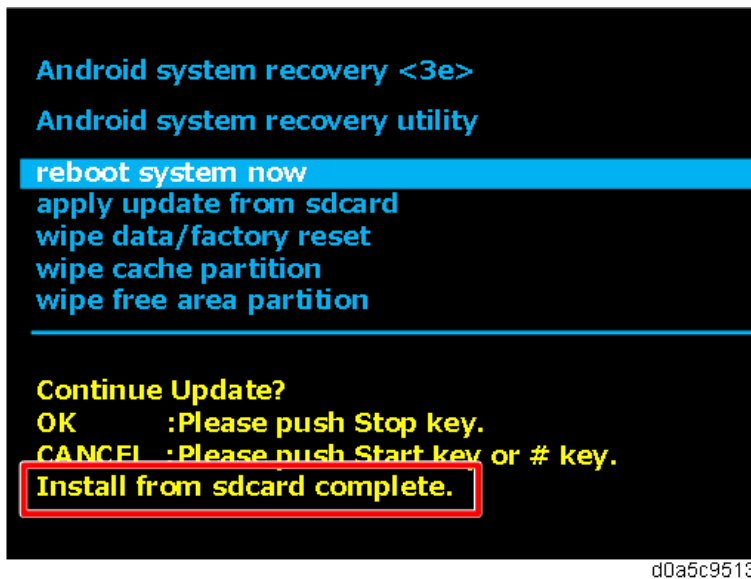 Android system recovery <3e>
Android system recovery utility
reboot system now
apply update from sdcard
wipe data/factory reset
wipe cache partition
wipe free area partition
Continue Update?
OK :Please push Stop key.
CANCEL :Please push Start key or # key.
Install from sdcard complete.
d0a5c9513